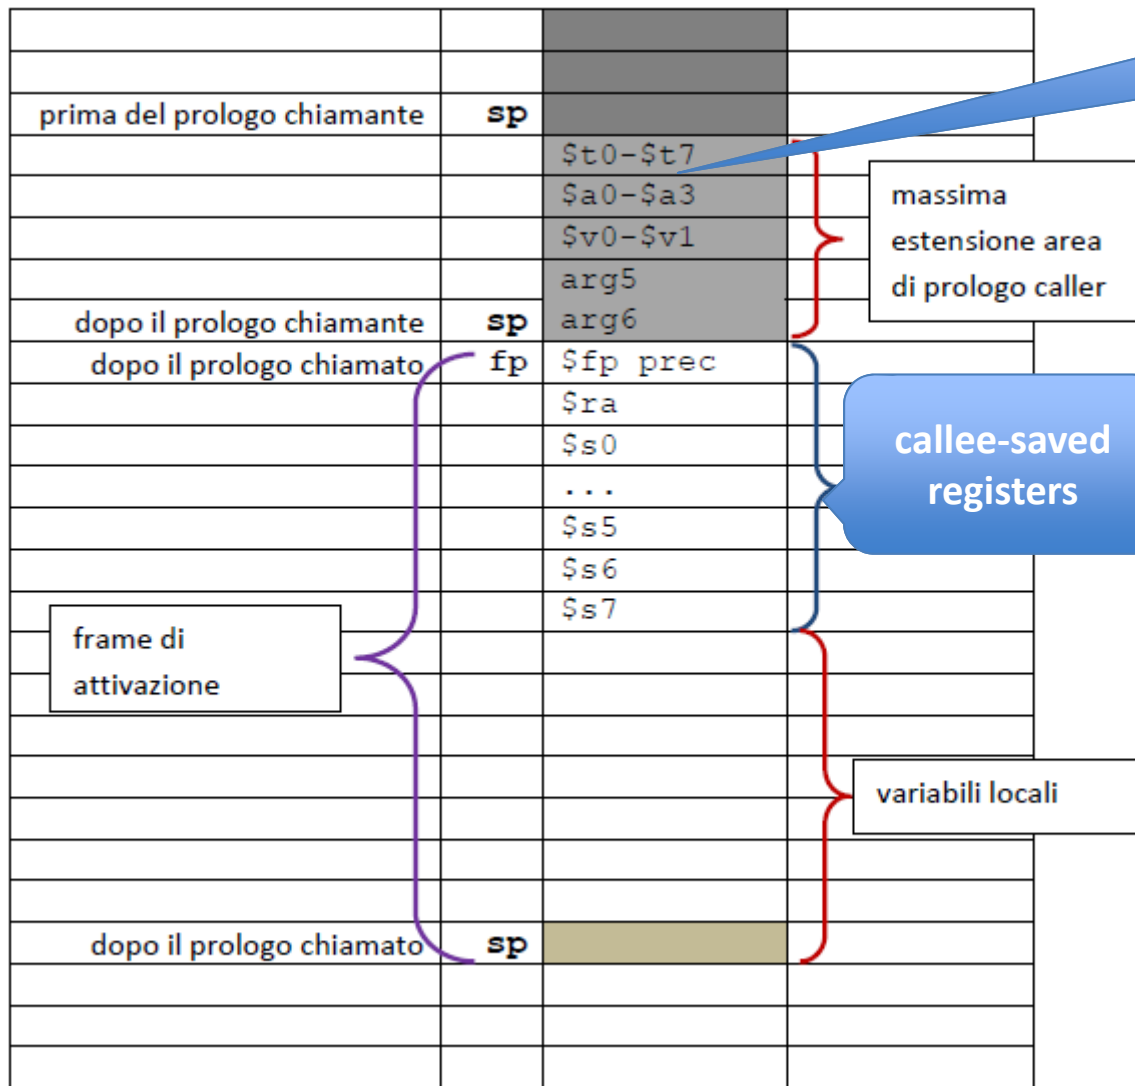 prima del prologo chiamante sp
$t0-$t7
$a0-$a3
$v0-$v1
arg5
dopo il prologo chiamante sp arg6
massima
estensione area
di prologo caller
dopo il prologo chiamato fp $fp prec
$ra
$s0
...
$s5
$s6
$s7
callee-saved
registers
frame di
attivazione
variabili locali
dopo il prologo chiamato sp